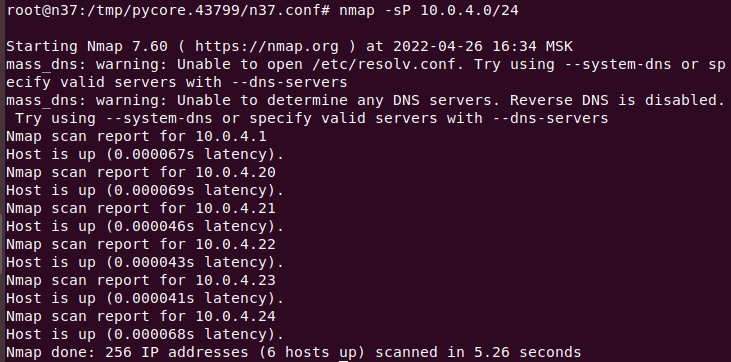 root@n37:/tmp/pycore.43799/n37.conf# nmap -sP 10.0.4.0/24

Starting Nmap 7.60 ( https://nmap.org ) at 2022-04-26 16:34 MSK
mass_dns: warning: Unable to open /etc/resolv.conf. Try using --system-dns or sp
ecify valid servers with --dns-servers
mass_dns: warning: Unable to determine any DNS servers. Reverse DNS is disabled.
 Try using --system-dns or specify valid servers with --dns-servers
Nmap scan report for 10.0.4.1
Host is up (0.000067s latency).
Nmap scan report for 10.0.4.20
Host is up (0.000069s latency).
Nmap scan report for 10.0.4.21
Host is up (0.000046s latency).
Nmap scan report for 10.0.4.22
Host is up (0.000043s latency).
Nmap scan report for 10.0.4.23
Host is up (0.000041s latency).
Nmap scan report for 10.0.4.24
Host is up (0.000068s latency).
Nmap done: 256 IP addresses (6 hosts up) scanned in 5.26 seconds